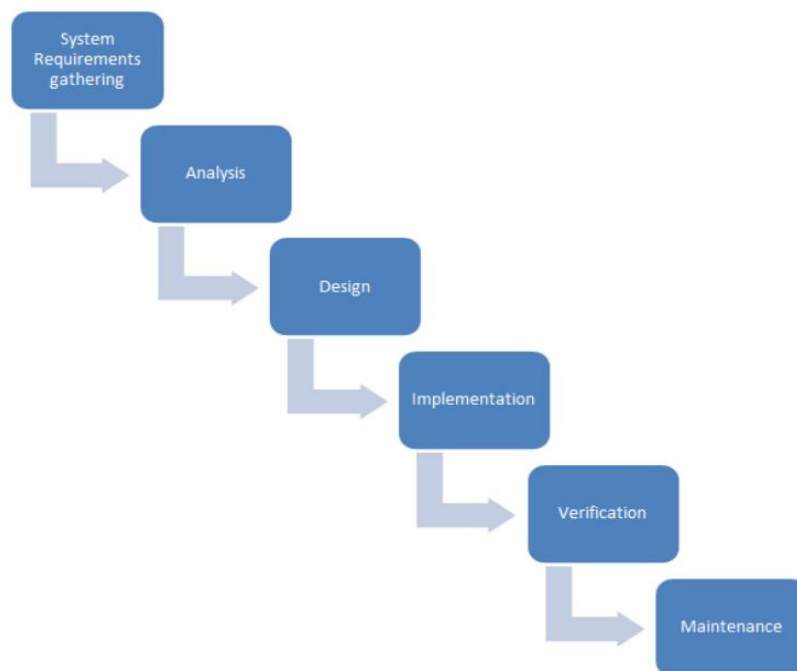 System
Requirements
gathering
Analysis
Design
Implementation
Verification
Maintenance